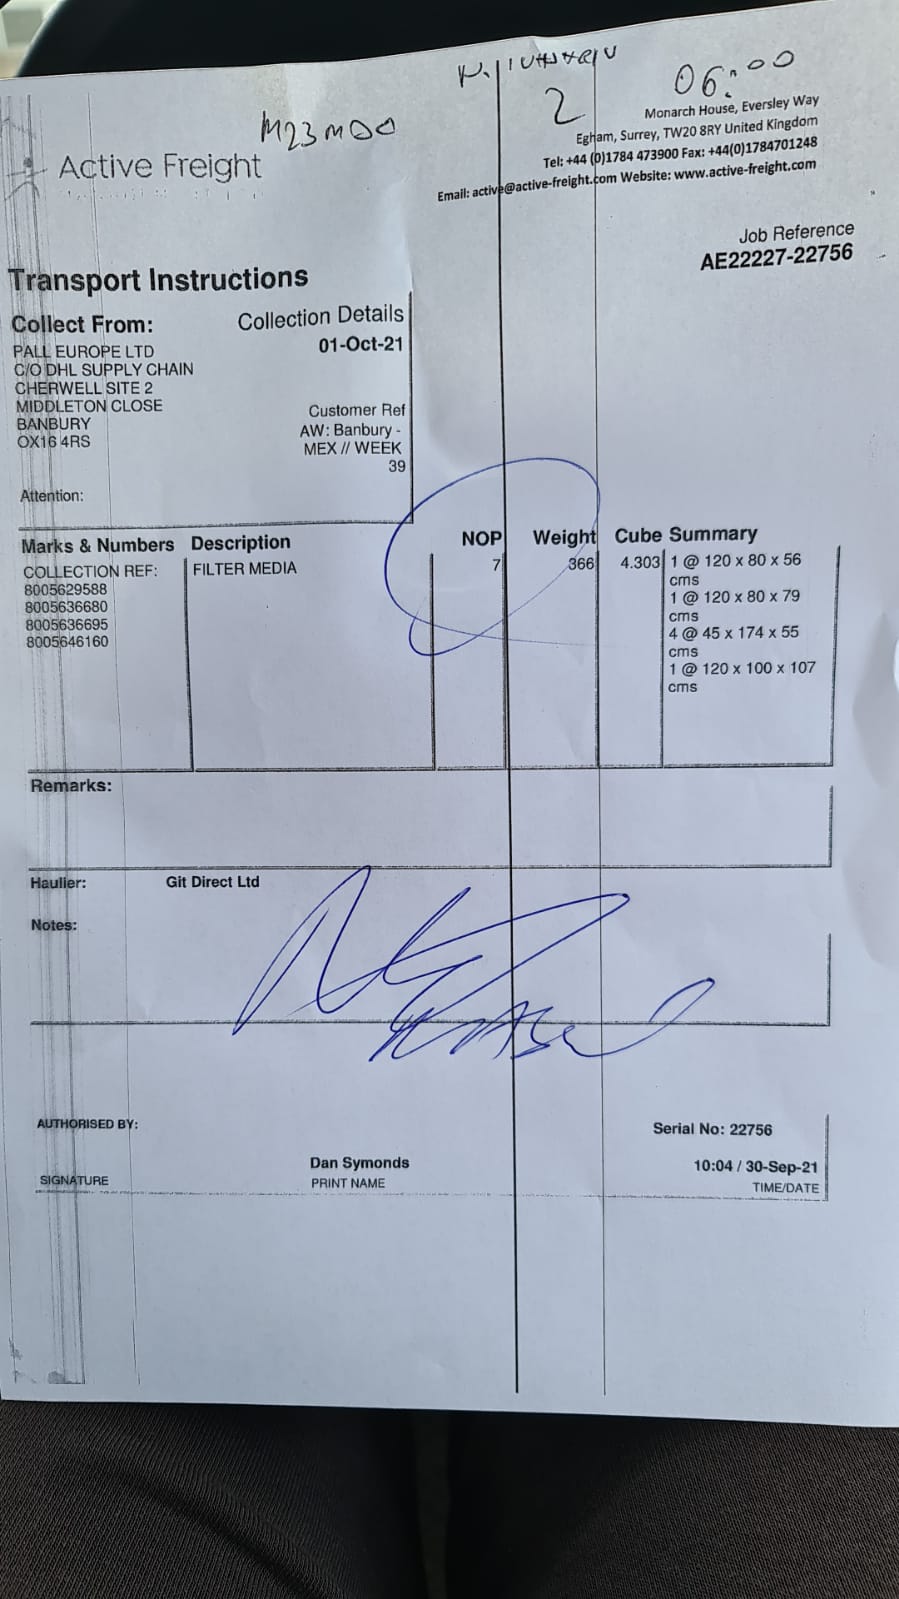 06:00
M23MDO
2
Active Freight
Monarch House, Eversley Way
Egham, Surrey, TW20 8RY United Kingdom
Tel: +44 (0)1784 473900 Fax: +44(0)1784701248
Email: active@active-freight.com Website: www.active-freight.com
Job Reference
AE22227-22756
Transport Instructions
Collect From:
PALL EUROPE LTD
C/O DHL SUPPLY CHAIN
CHERWELL SITE 2
MIDDLETON CLOSE
BANBURY
OX16 4RS
Attention:
Collection Details
01-Oct-21
Customer Ref
AW: Banbury -
MEX // WEEK
39
Marks & Numbers Description NOP Weight Cube Summary
COLLECTION REF: FILTER MEDIA 7 366 4.303 1 @ 120 x 80 x 56
cms
8005629588
1 @ 120 x 80 x 79
8005636680
cms
8005636695
4 @ 45 x 174 x 55
8005646160
cms
1 @ 120 x 100 x 107
cms
Remarks:
Haulier: Git Direct Ltd
Notes:
AUTHORISED BY:
Serial No: 22756
Dan Symonds
10:04 / 30-Sep-21
SIGNATURE PRINT NAME TIME/DATE